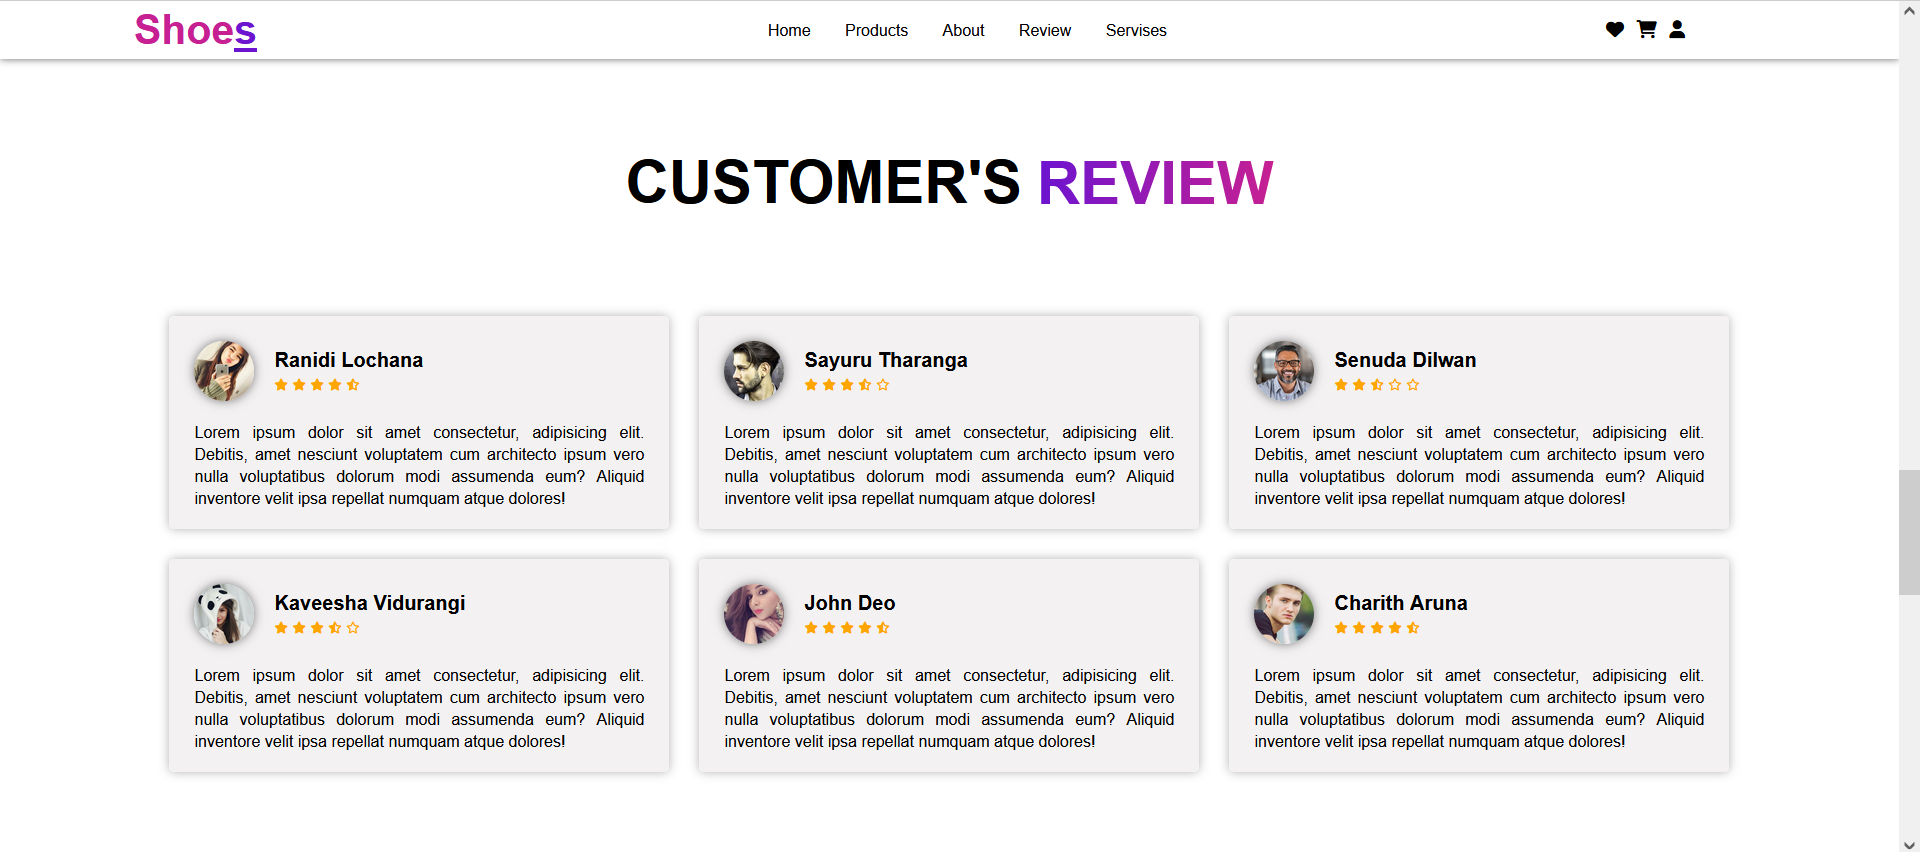 Shoes
Home Products About Review Servises
CUSTOMER'S REVIEW
Ranidi Lochana
Lorem ipsum dolor sit amet consectetur, adipisicing elit.
Debitis, amet nesciunt voluptatem cum architecto ipsum vero
nulla voluptatibus dolorum modi assumenda eum? Aliquid
inventore velit ipsa repellat numquam atque dolores!
Sayuru Tharanga
Lorem ipsum dolor sit amet consectetur, adipisicing elit.
Debitis, amet nesciunt voluptatem cum architecto ipsum vero
nulla voluptatibus dolorum modi assumenda eum? Aliquid
inventore velit ipsa repellat numquam atque dolores!
Senuda Dilwan
Lorem ipsum dolor sit amet consectetur, adipisicing elit.
Debitis, amet nesciunt voluptatem cum architecto ipsum vero
nulla voluptatibus dolorum modi assumenda eum? Aliquid
inventore velit ipsa repellat numquam atque dolores!
Kaveesha Vidurangi
Lorem ipsum dolor sit amet consectetur, adipisicing elit.
Debitis, amet nesciunt voluptatem cum architecto ipsum vero
nulla voluptatibus dolorum modi assumenda eum? Aliquid
inventore velit ipsa repellat numquam atque dolores!
John Deo
Lorem ipsum dolor sit amet consectetur, adipisicing elit.
Debitis, amet nesciunt voluptatem cum architecto ipsum vero
nulla voluptatibus dolorum modi assumenda eum? Aliquid
inventore velit ipsa repellat numquam atque dolores!
Charith Aruna
Lorem ipsum dolor sit amet consectetur, adipisicing elit.
Debitis, amet nesciunt voluptatem cum architecto ipsum vero
nulla voluptatibus dolorum modi assumenda eum? Aliquid
inventore velit ipsa repellat numquam atque dolores!